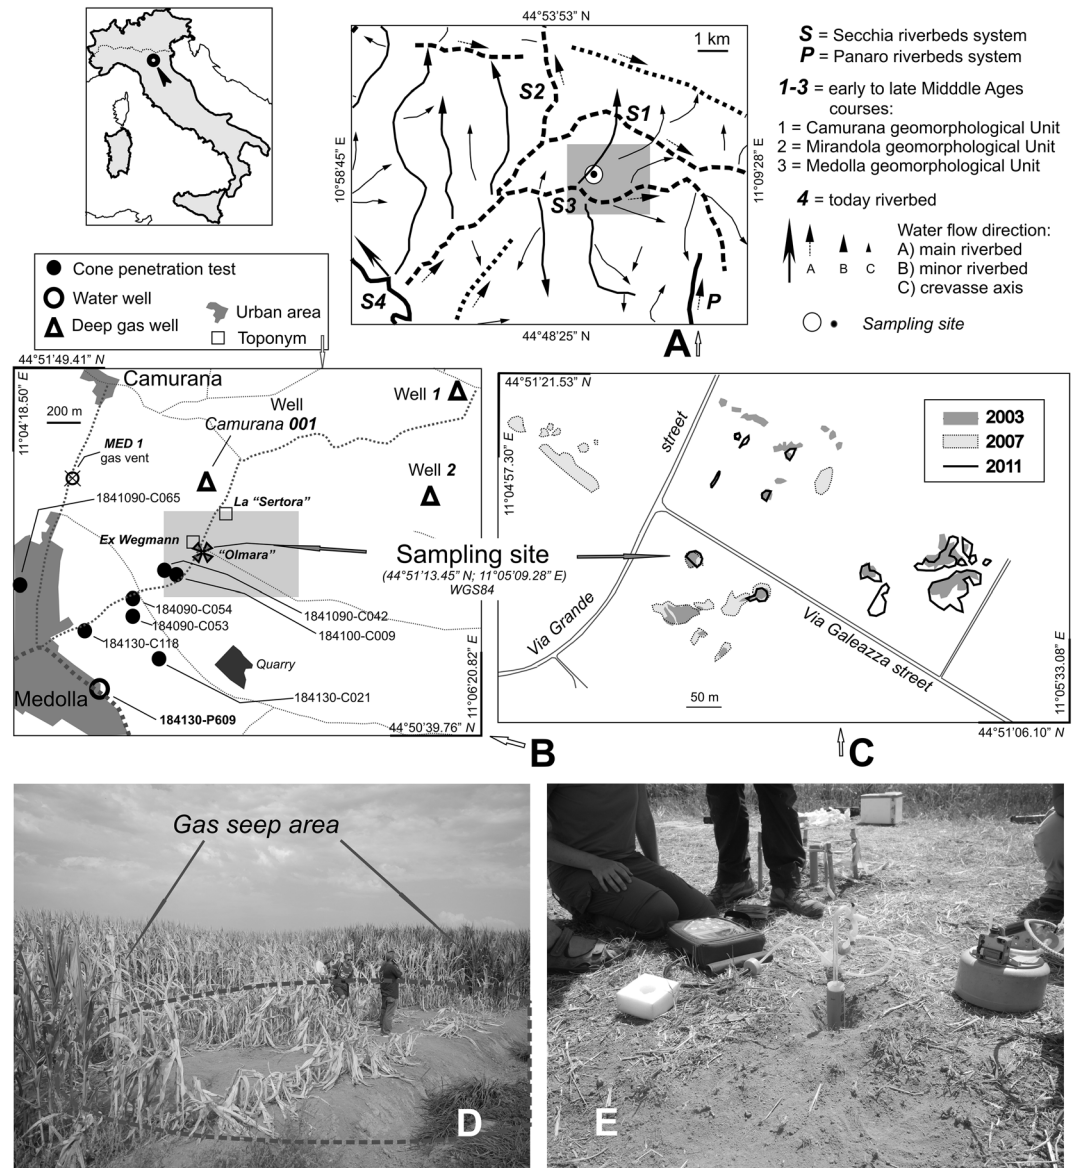 44°53'53” N
10°58'45” E
11°09'28” E
44°48'25” N
1 km
S2
S1
S3
S4
P
A
S = Secchia riverbeds system
P = Panaro riverbeds system
1-3 = early to late Midddle Ages
courses:
1 = Camurana geomorphological Unit
2 = Mirandola geomorphological Unit
3 = Medolla geomorphological Unit
4 = today riverbed
Water flow direction:
A) main riverbed
B) minor riverbed
C) crevasse axis
A B C
Sampling site
Cone penetration test
Water well
Deep gas well
Urban area
Toponym
44°51'49.41” N
11°04'18.50” E
Camurana
200 m
MED 1
gas vent
Well
Camurana 001
Well 1
Well 2
1841090-C065
La “Sertora”
Ex Wegmann
“Olmara”
Sampling site
(44°51'13.45” N; 11°05'09.28” E)
WGS84
184090-C054
184090-C053
184130-C118
1841090-C042
184100-C009
Quarry
184130-C021
Medolla
184130-P609
11°06'20.82” E
44°50'39.76” N
B
44°51'21.53” N
11°04'57.30” E
street
Via Grande
Via Galeazza street
50 m
2003
2007
2011
11°05'33.08” E
44°51'06.10” N
C
Gas seep area
D
E